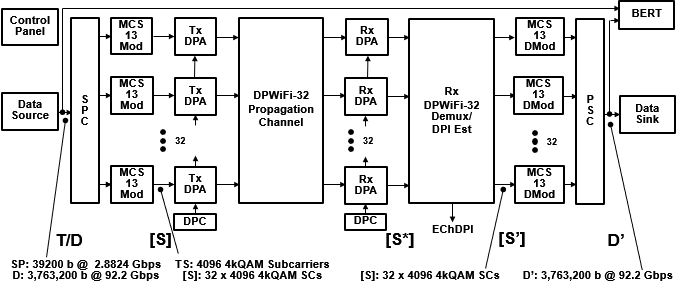 Control
Panel
Data
Source
S
P
C
MCS
13
Mod
MCS
13
Mod
32
MCS
13
Mod
Tx
DPA
Tx
DPA
Tx
DPA
DPC
DPWiFi-32
Propagation
Channel
Rx
DPA
Rx
DPA
32
Rx
DPA
DPC
Rx
DPWiFi-32
Demux/
DPI Est
EChDPI
MCS
13
DMod
MCS
13
DMod
32
MCS
13
DMod
P
S
C
BERT
Data
Sink
T/D
[S]
[S*]
[S']
D'
SP: 39200 b @ 2.8824 Gbps
D: 3,763,200 b @ 92.2 Gbps
TS: 4096 4kQAM Subcarriers
[S]: 32 x 4096 4kQAM SCs
[S]: 32 x 4096 4kQAM SCs
D': 3,763,200 b @ 92.2 Gbps